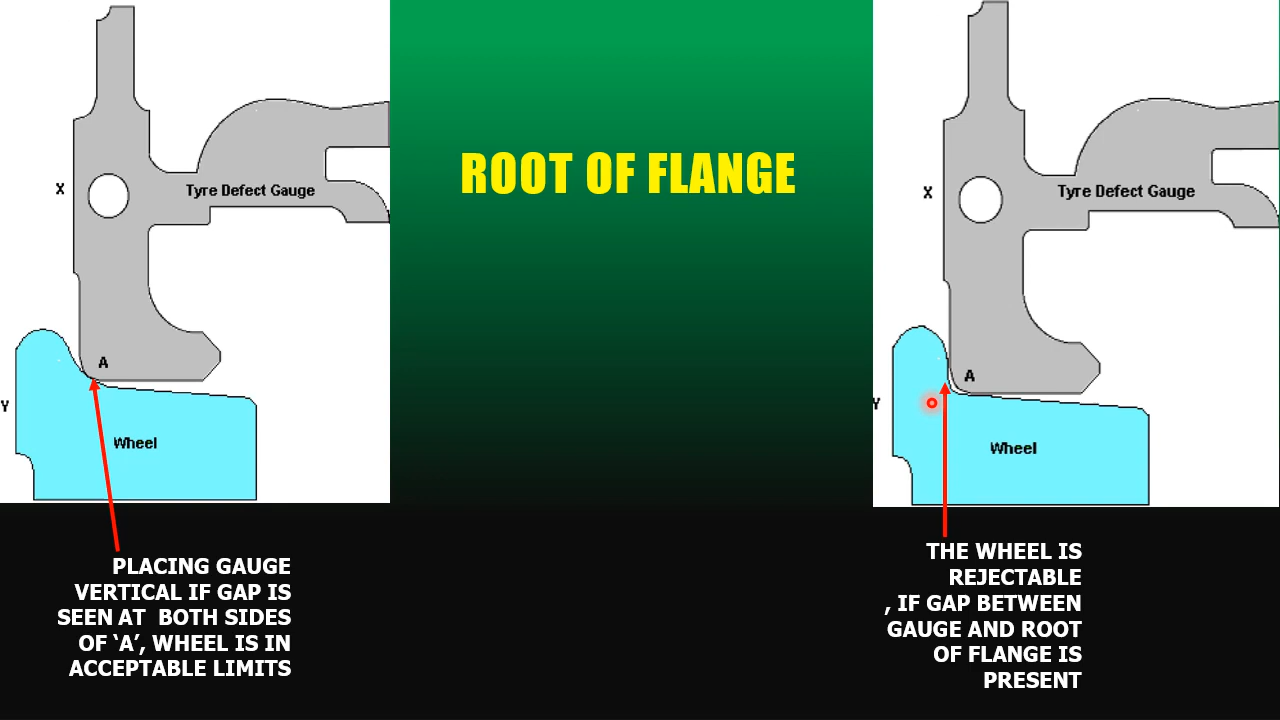 ROOT OF FLANGE
X
Tyre Defect Gauge
A
Y
Wheel
PLACING GAUGE
VERTICAL IF GAP IS
SEEN AT  BOTH SIDES
OF ‘A’, WHEEL IS IN
ACCEPTABLE LIMITS
X
Tyre Defect Gauge
A
Y
Wheel
THE WHEEL IS
REJECTABLE
, IF GAP BETWEEN
GAUGE AND ROOT
OF FLANGE IS
PRESENT